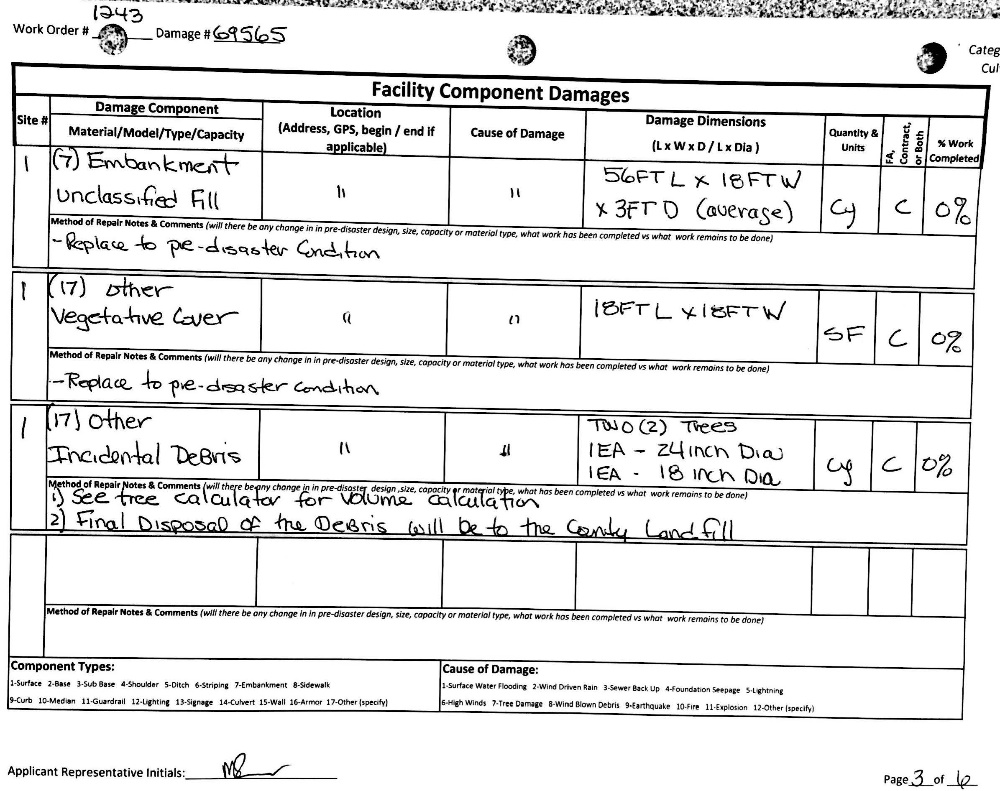 1243
Work Order # Damage # 69565
Categ
Cul
Facility Component Damages
Site # Damage Component Location Cause of Damage Damage Dimensions Quantity & Units FA, Contract, or Both % Work Completed
Material/Model/Type/Capacity (Address, GPS, begin / end if applicable) (L x W x D / L x Dia )
1 (7) Embankment 56FT L x 18FT W
unclassified Fill " " x 3FT D (average) Cy C 0%
Method of Repair Notes & Comments (will there be any change in in pre-disaster design, size, capacity or material type, what work has been completed vs what work remains to be done)
-Replace to pre-disaster Condition
1 (17) other 18FT L x 18FT W
Vegetative Cover " " SF C 0%
Method of Repair Notes & Comments (will there be any change in in pre-disaster design, size, capacity or material type, what work has been completed vs what work remains to be done)
-Replace to pre-disaster Condition
1 (17) Other TWO (2) Trees
Incidental DeBris " " 1EA - 24 inch Dia Cy C 0%
1EA - 18 inch Dia
Method of Repair Notes & Comments (will there be any change in in pre-disaster design ,size, capacity or material type, what has been completed vs what work remains to be done)
1) See tree calculator for Volume Calculation
2) Final Disposal of the DeBris will be to the County Landfill
Method of Repair Notes & Comments (will there be any change in in pre-disaster design, size, capacity or material type, what work has been completed vs what work remains to be done)
Component Types: Cause of Damage:
1-Surface 2-Base 3-Sub Base 4-Shoulder 5-Ditch 6-Striping 7-Embankment 8-Sidewalk 1-Surface Water Flooding 2-Wind Driven Rain 3-Sewer Back Up 4-Foundation Seepage 5-Lightning
9-Curb 10-Median 11-Guardrail 12-Lighting 13-Signage 14-Culvert 15-Wall 16-Armor 17-Other (specify) 6-High Winds 7-Tree Damage 8-Wind Blown Debris 9-Earthquake 10-Fire 11-Explosion 12-Other (specify)
Applicant Representative Initials:
Page 3 of 6